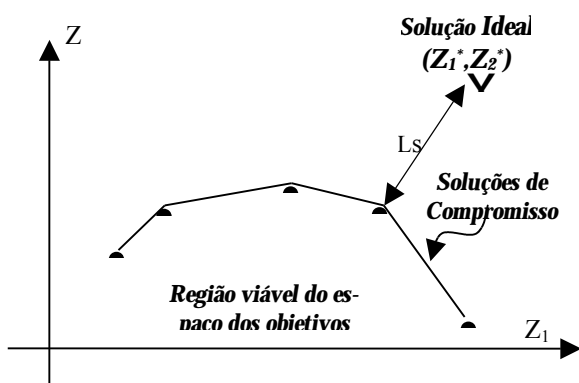 Z
Solução Ideal
(Z₁*,Z₂*)
Ls
Soluções de
Compromisso
Região viável do es-
paço dos objetivos
Z₁